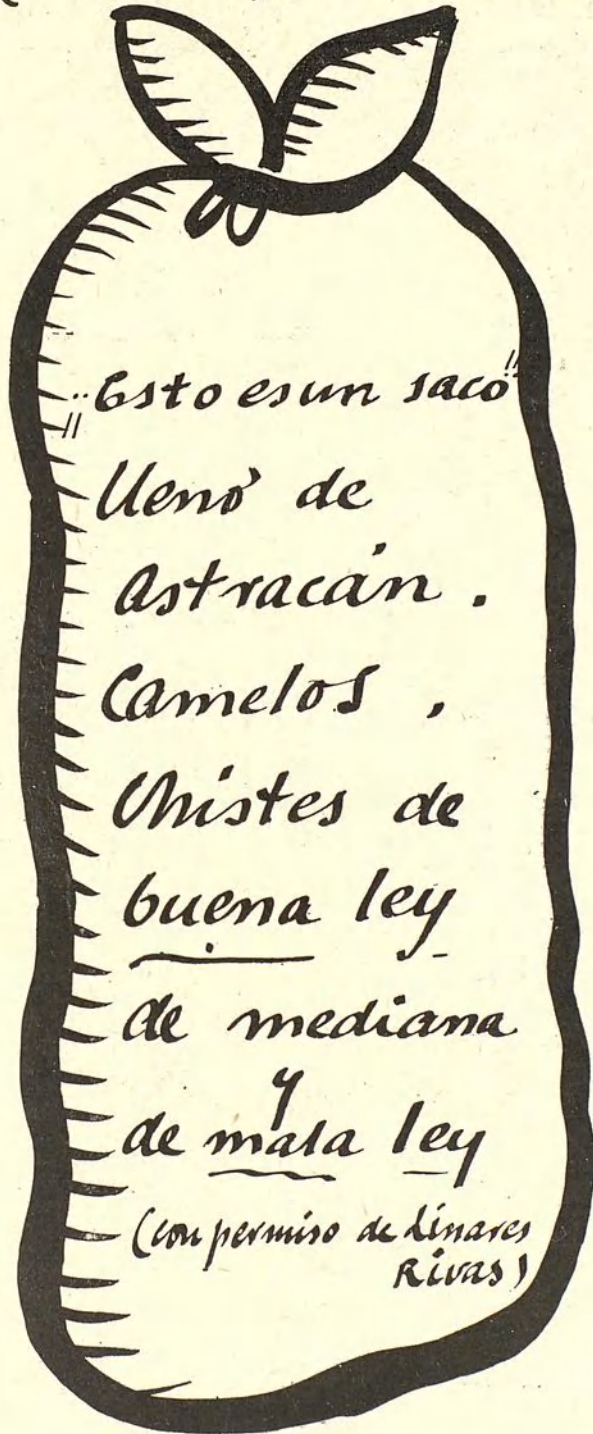 "Esto es un saco"
lleno de
Astracán.
Camelos,
Chistes de
buena ley
de mediana
y
de mala ley
(con permiso de Linares
Rivas)